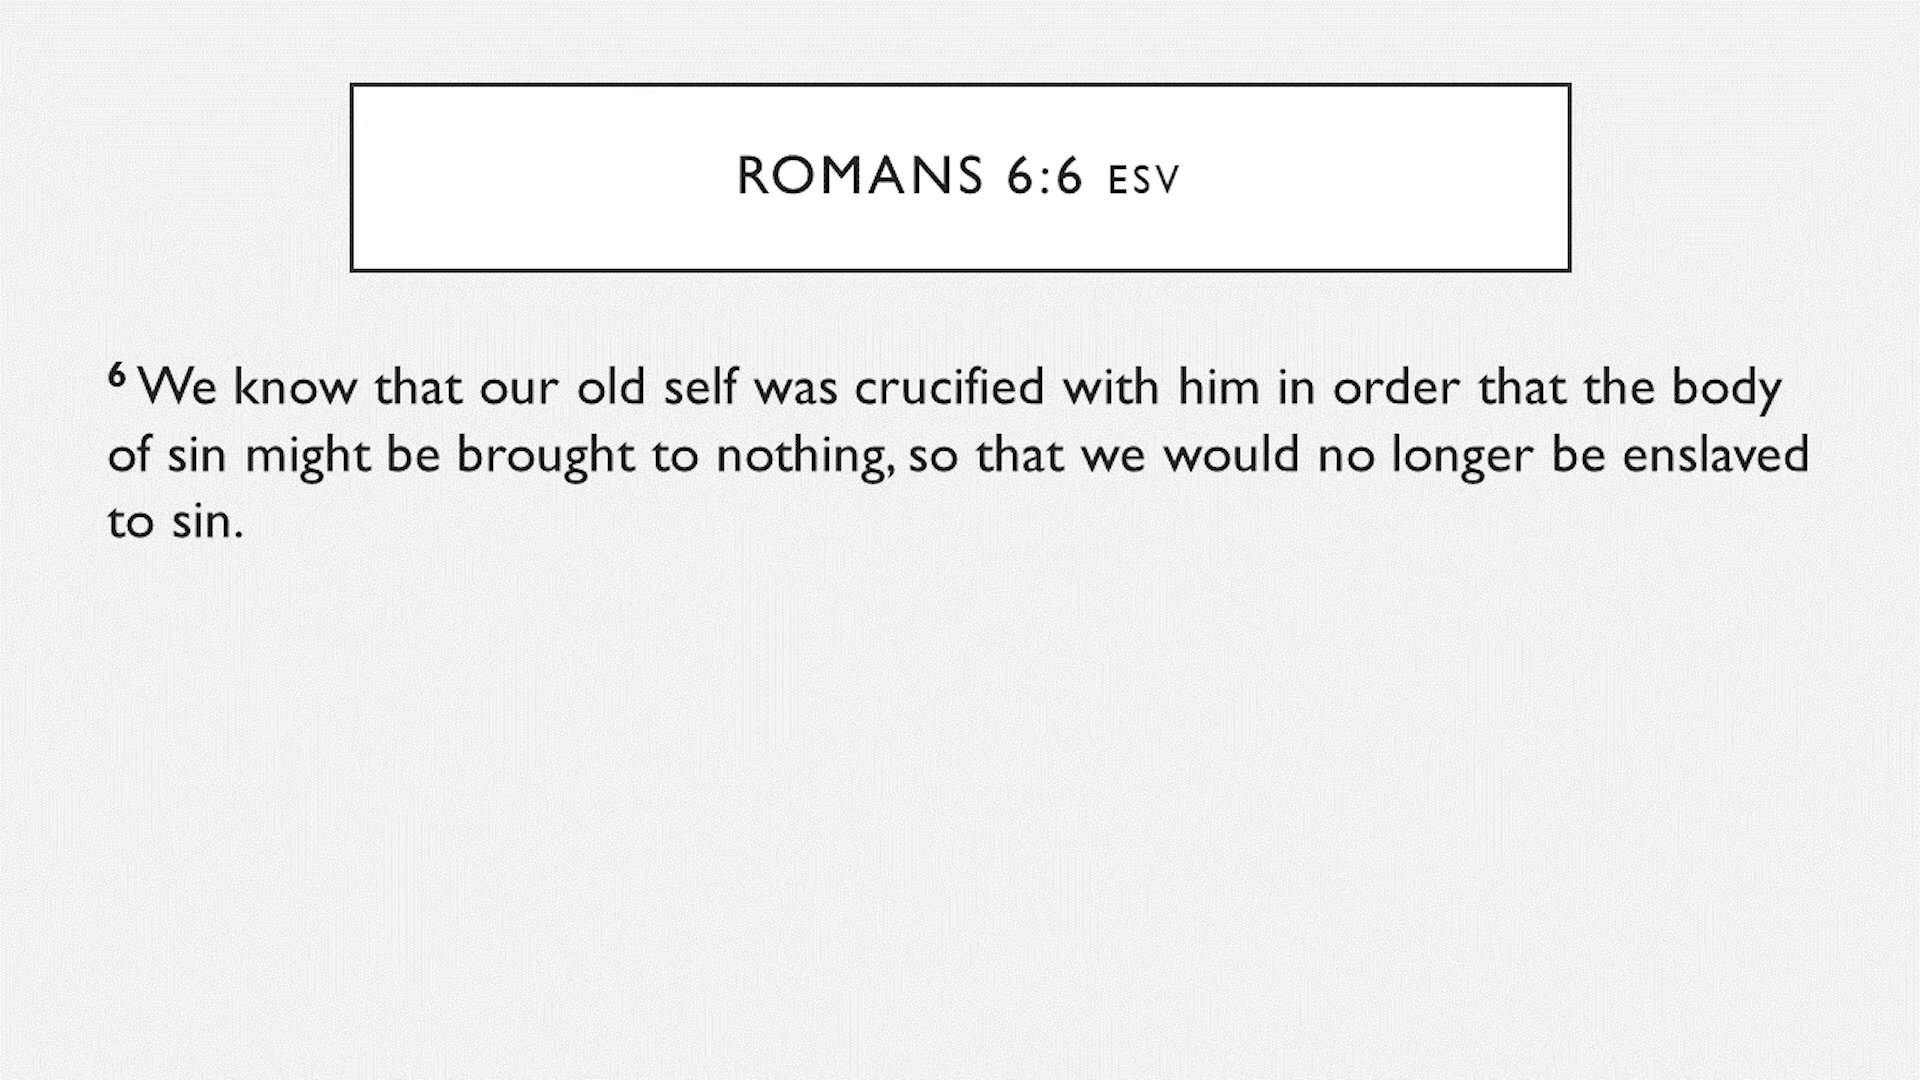 ROMANS 6:6 ESV
6 We know that our old self was crucified with him in order that the body
of sin might be brought to nothing, so that we would no longer be enslaved
to sin.